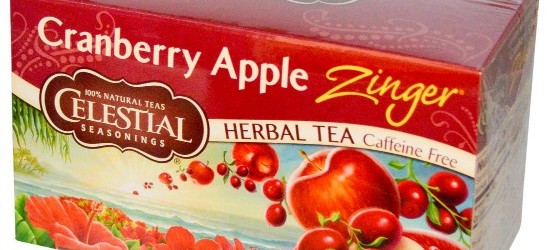 Cranberry Apple Zinger®
100% NATURAL TEAS
CELESTIAL®
SEASONINGS
HERBAL TEA Caffeine Free